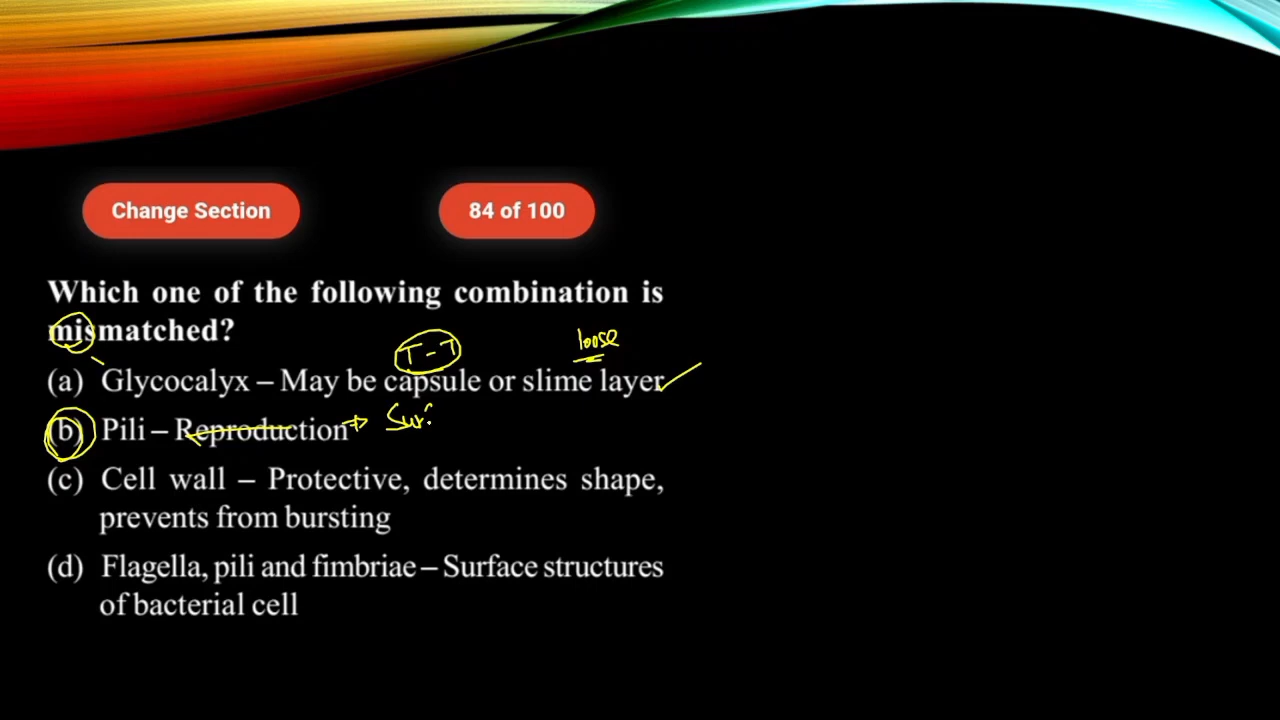 Change Section
84 of 100
Which one of the following combination is
mismatched?
T - T
loose
(a) Glycocalyx – May be capsule or slime layer
(b) Pili – Reproduction → Surf
(c) Cell wall – Protective, determines shape,
prevents from bursting
(d) Flagella, pili and fimbriae – Surface structures
of bacterial cell